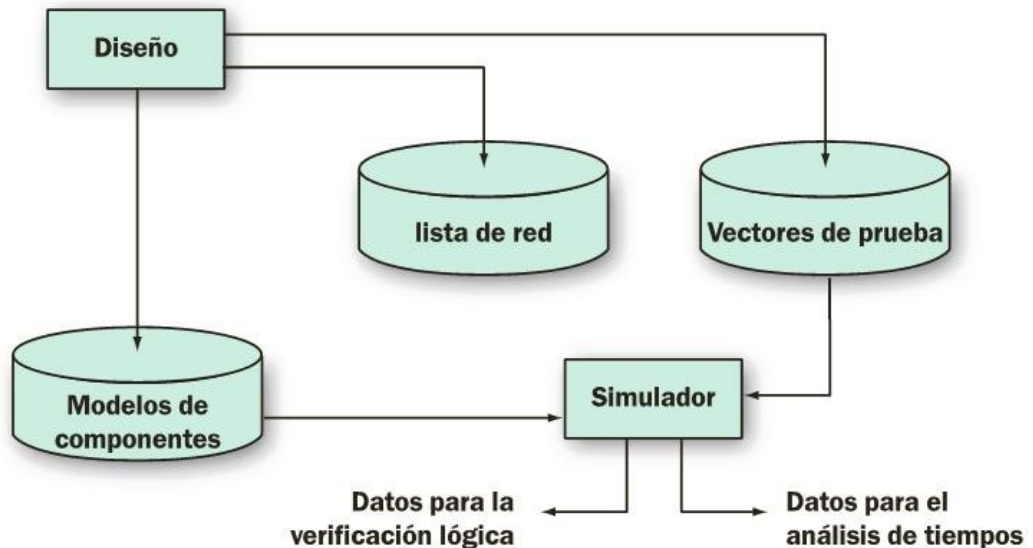 Diseño
lista de red
Vectores de prueba
Modelos de
componentes
Simulador
Datos para la
verificación lógica
Datos para el
análisis de tiempos